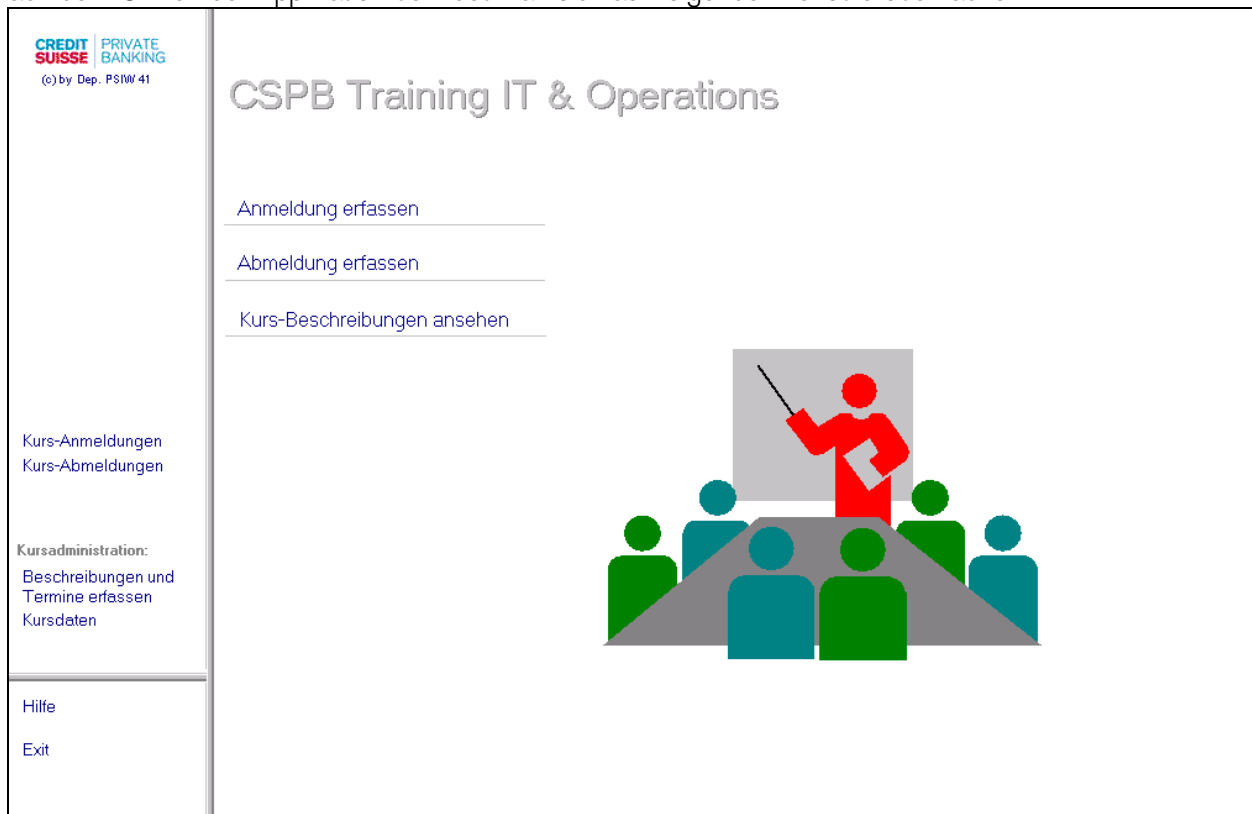 CREDIT SUISSE PRIVATE BANKING
(c) by Dep. PSIW 41
CSPB Training IT & Operations
Anmeldung erfassen
Abmeldung erfassen
Kurs-Beschreibungen ansehen
Kurs-Anmeldungen
Kurs-Abmeldungen
Kursadministration:
Beschreibungen und
Termine erfassen
Kursdaten
Hilfe
Exit